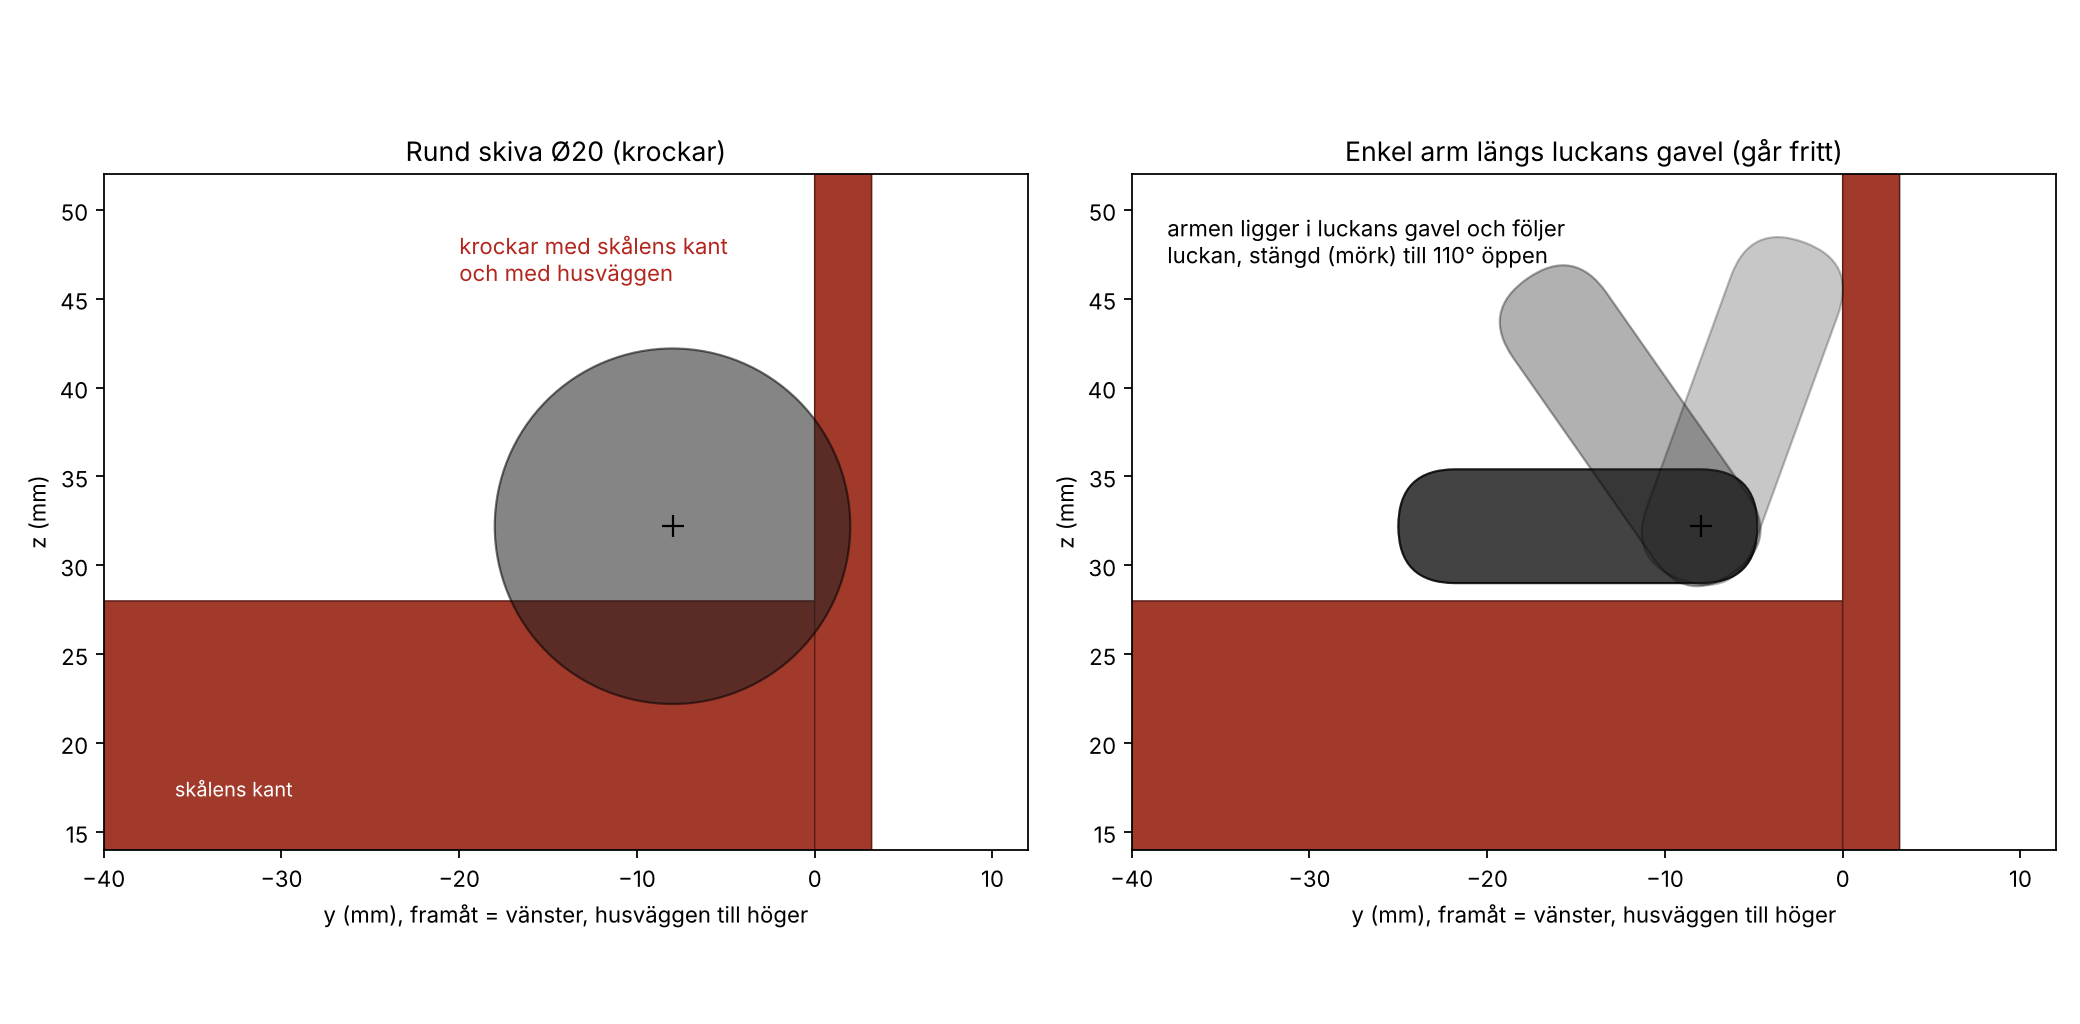 Rund skiva Ø20 (krockar)
krockar med skålens kant
och med husväggen
skålens kant
z (mm)
50
45
40
35
30
25
20
15
−40
−30
−20
−10
0
10
y (mm), framåt = vänster, husväggen till höger
Enkel arm längs luckans gavel (går fritt)
armen ligger i luckans gavel och följer
luckan, stängd (mörk) till 110° öppen
z (mm)
50
45
40
35
30
25
20
15
−40
−30
−20
−10
0
10
y (mm), framåt = vänster, husväggen till höger